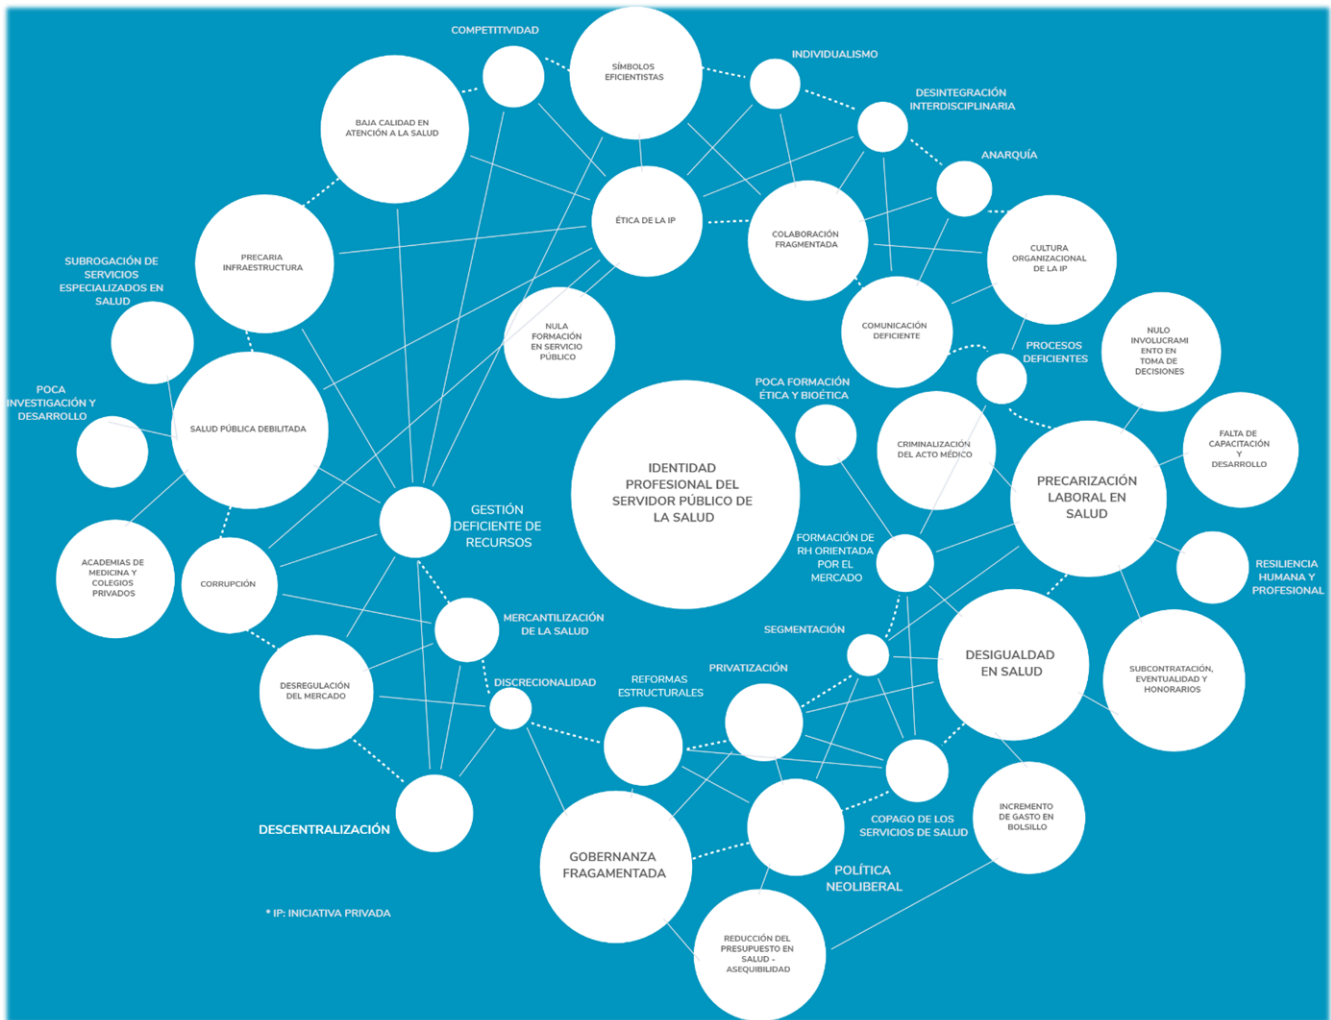 COMPETITIVIDAD
SÍMBOLOS
EFICIENTISTAS
INDIVIDUALISMO
DESINTEGRACIÓN
INTERDISCIPLINARIA
BAJA CALIDAD EN
ATENCIÓN A LA SALUD
ANARQUÍA
ÉTICA DE LA IP
COLABORACIÓN
FRAGMENTADA
CULTURA
ORGANIZACIONAL
DE LA IP
PRECARIA
INFRAESTRUCTURA
SUBROGACIÓN DE
SERVICIOS
ESPECIALIZADOS EN
SALUD
NULA
FORMACIÓN
EN SERVICIO
PÚBLICO
COMUNICACIÓN
DEFICIENTE
PROCESOS
DEFICIENTES
NULO
INVOLUCRAMI
ENTO EN
TOMA DE
DECISIONES
POCA
INVESTIGACIÓN Y
DESARROLLO
SALUD PÚBLICA DEBILITADA
POCA FORMACIÓN
ÉTICA Y BIOÉTICA
CRIMINALIZACIÓN
DEL ACTO MÉDICO
FALTA DE
CAPACITACIÓN
Y
DESARROLLO
IDENTIDAD
PROFESIONAL DEL
SERVIDOR PÚBLICO DE
LA SALUD
PRECARIZACIÓN
LABORAL EN
SALUD
GESTIÓN
DEFICIENTE DE
RECURSOS
FORMACIÓN DE
RH ORIENTADA
POR EL
MERCADO
ACADEMIAS DE
MEDICINA Y
COLEGIOS
PRIVADOS
CORRUPCIÓN
RESILIENCIA
HUMANA Y
PROFESIONAL
MERCANTILIZACIÓN
DE LA SALUD
SEGMENTACIÓN
DESIGUALDAD
EN SALUD
SUBCONTRATACIÓN,
EVENTUALIDAD Y
HONORARIOS
DESREGULACIÓN
DEL MERCADO
DISCRECIONALIDAD
REFORMAS
ESTRUCTURALES
PRIVATIZACIÓN
DESCENTRALIZACIÓN
COPAGO DE LOS
SERVICIOS DE SALUD
INCREMENTO
DE GASTO EN
BOLSILLO
GOBERNANZA
FRAGAMENTADA
POLÍTICA
NEOLIBERAL
* IP: INICIATIVA PRIVADA
REDUCCIÓN DEL
PRESUPUESTO EN
SALUD -
ASEQUIBILIDAD